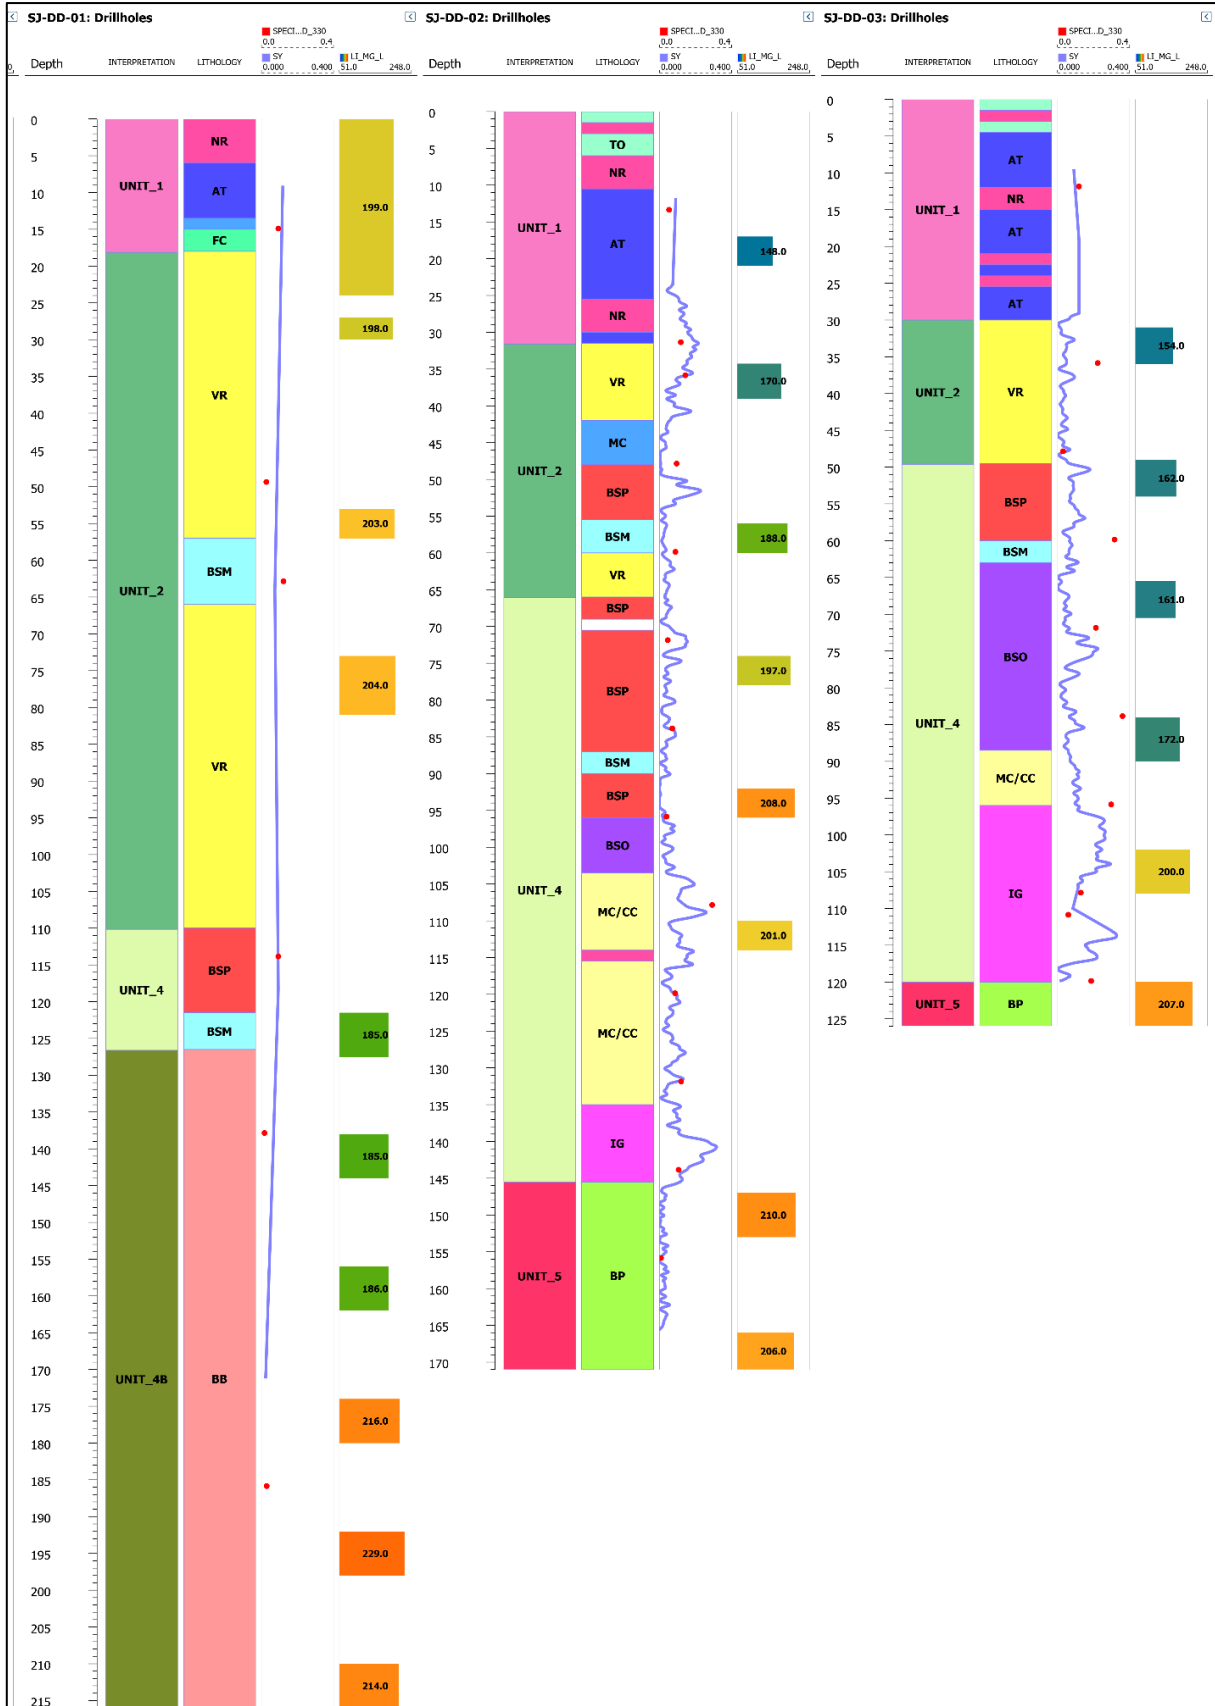 SJ-DD-01: Drillholes
SPECI...D_330
0.0 0.4
SY
0.000 0.400
LI_MG_L
51.0 248.0
Depth INTERPRETATION LITHOLOGY
0
5
10
15
20
25
30
35
40
45
50
55
60
65
70
75
80
85
90
95
100
105
110
115
120
125
130
135
140
145
150
155
160
165
170
175
180
185
190
195
200
205
210
215
UNIT_1
UNIT_2
UNIT_4
UNIT_4B
NR
AT
FC
VR
BSM
VR
BSP
BSM
BB
199.0
198.0
203.0
204.0
185.0
185.0
186.0
216.0
229.0
214.0
SJ-DD-02: Drillholes
SPECI...D_330
0.0 0.4
SY
0.000 0.400
LI_MG_L
51.0 248.0
Depth INTERPRETATION LITHOLOGY
0
5
10
15
20
25
30
35
40
45
50
55
60
65
70
75
80
85
90
95
100
105
110
115
120
125
130
135
140
145
150
155
160
165
170
UNIT_1
UNIT_2
UNIT_4
UNIT_5
TO
NR
AT
NR
VR
MC
BSP
BSM
VR
BSP
BSP
BSM
BSP
BSO
MC/CC
MC/CC
IG
BP
148.0
170.0
188.0
197.0
208.0
201.0
210.0
206.0
SJ-DD-03: Drillholes
SPECI...D_330
0.0 0.4
SY
0.000 0.400
LI_MG_L
51.0 248.0
Depth INTERPRETATION LITHOLOGY
0
5
10
15
20
25
30
35
40
45
50
55
60
65
70
75
80
85
90
95
100
105
110
115
120
125
UNIT_1
UNIT_2
UNIT_4
UNIT_5
AT
NR
AT
AT
VR
BSP
BSM
BSO
MC/CC
IG
BP
154.0
162.0
161.0
172.0
200.0
207.0